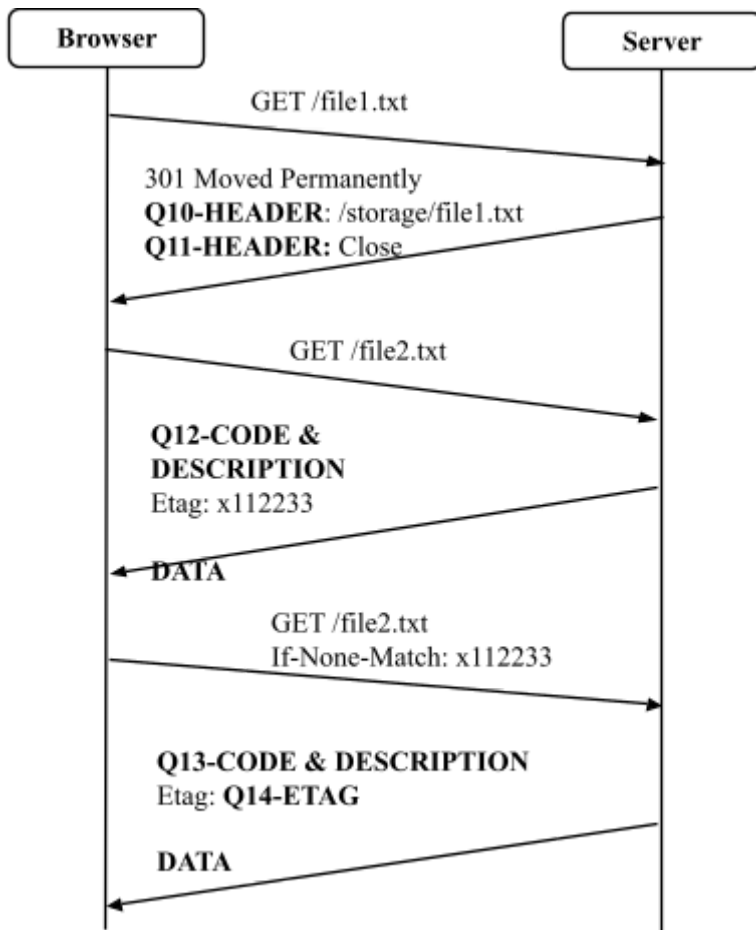 Browser
Server
GET /file1.txt
301 Moved Permanently
Q10-HEADER: /storage/file1.txt
Q11-HEADER: Close
GET /file2.txt
Q12-CODE &
DESCRIPTION
Etag: x112233
DATA
GET /file2.txt
If-None-Match: x112233
Q13-CODE & DESCRIPTION
Etag: Q14-ETAG
DATA